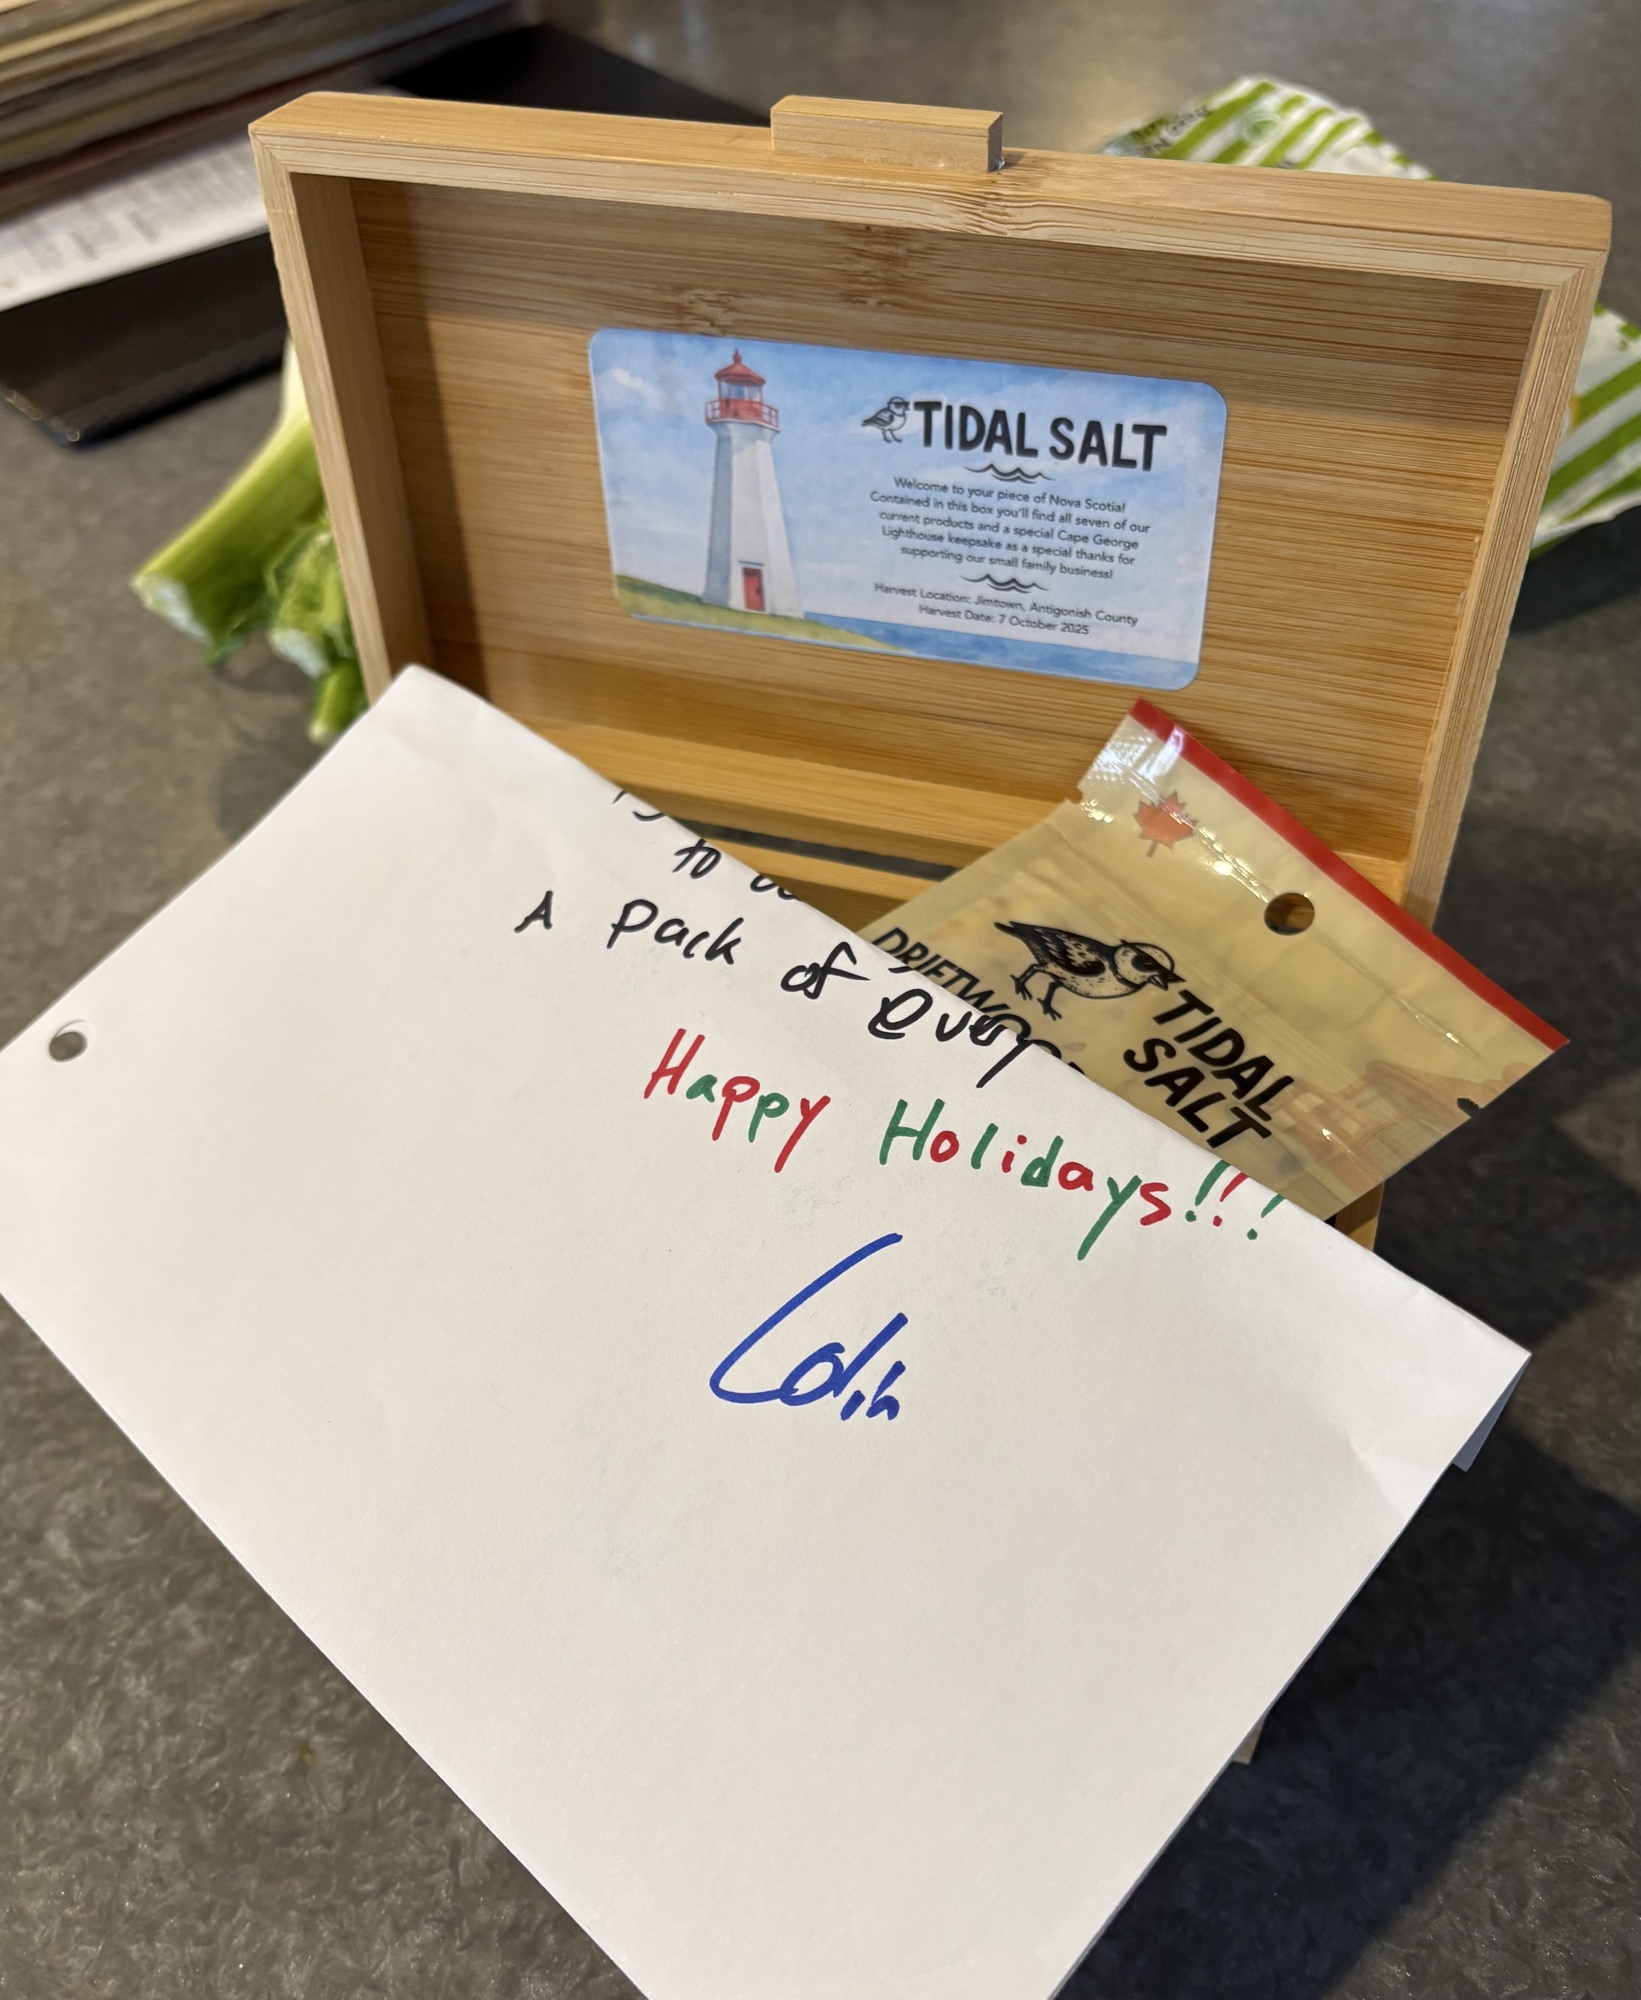 TIDAL SALT
Welcome to your piece of Nova Scotia!
Contained in this box you'll find all seven of our
current products and a special Cape George
Lighthouse keepsake as a special thanks for
supporting our small family business!
Harvest Location: Jimtown, Antigonish County
Harvest Date: 7 October 2025
TIDAL
SALT
to
A pack of
Happy Holidays!!!
Colin